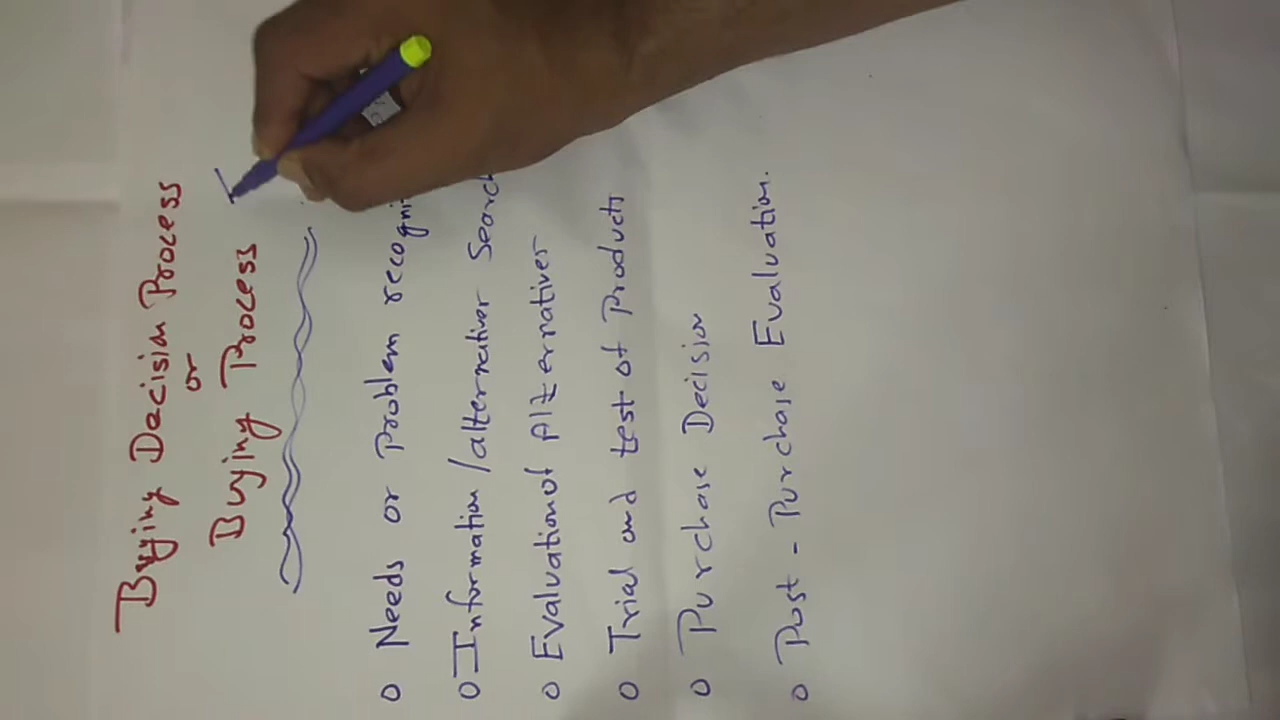 Buying Decision Process
or
Buying Process
o Needs or Problem recogni
o Information/alternatives Search
o Evaluation of Alternatives
o Trial and test of Products
o Purchase Decision
o Post - Purchase Evaluation.